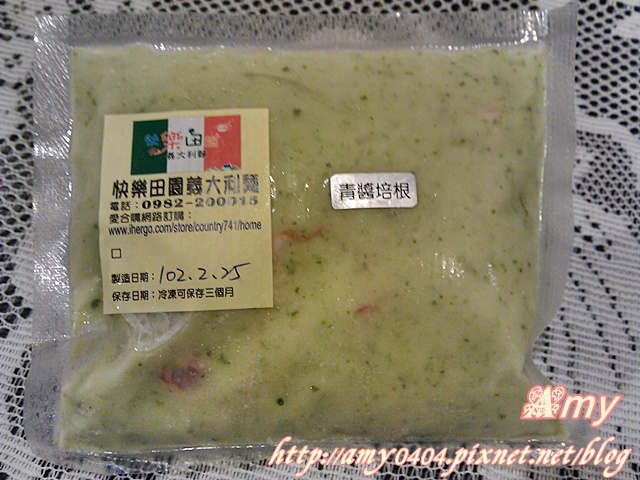 快樂田園
義大利麵
快樂田園義大利麵
電話：0982-200915
愛合購網路訂購：
www.ihergo.com/store/country741/home
製造日期：102.2.25
保存日期：冷凍可保存三個月
青醬培根
Amy
http://amy0404.pixnet.net/blog